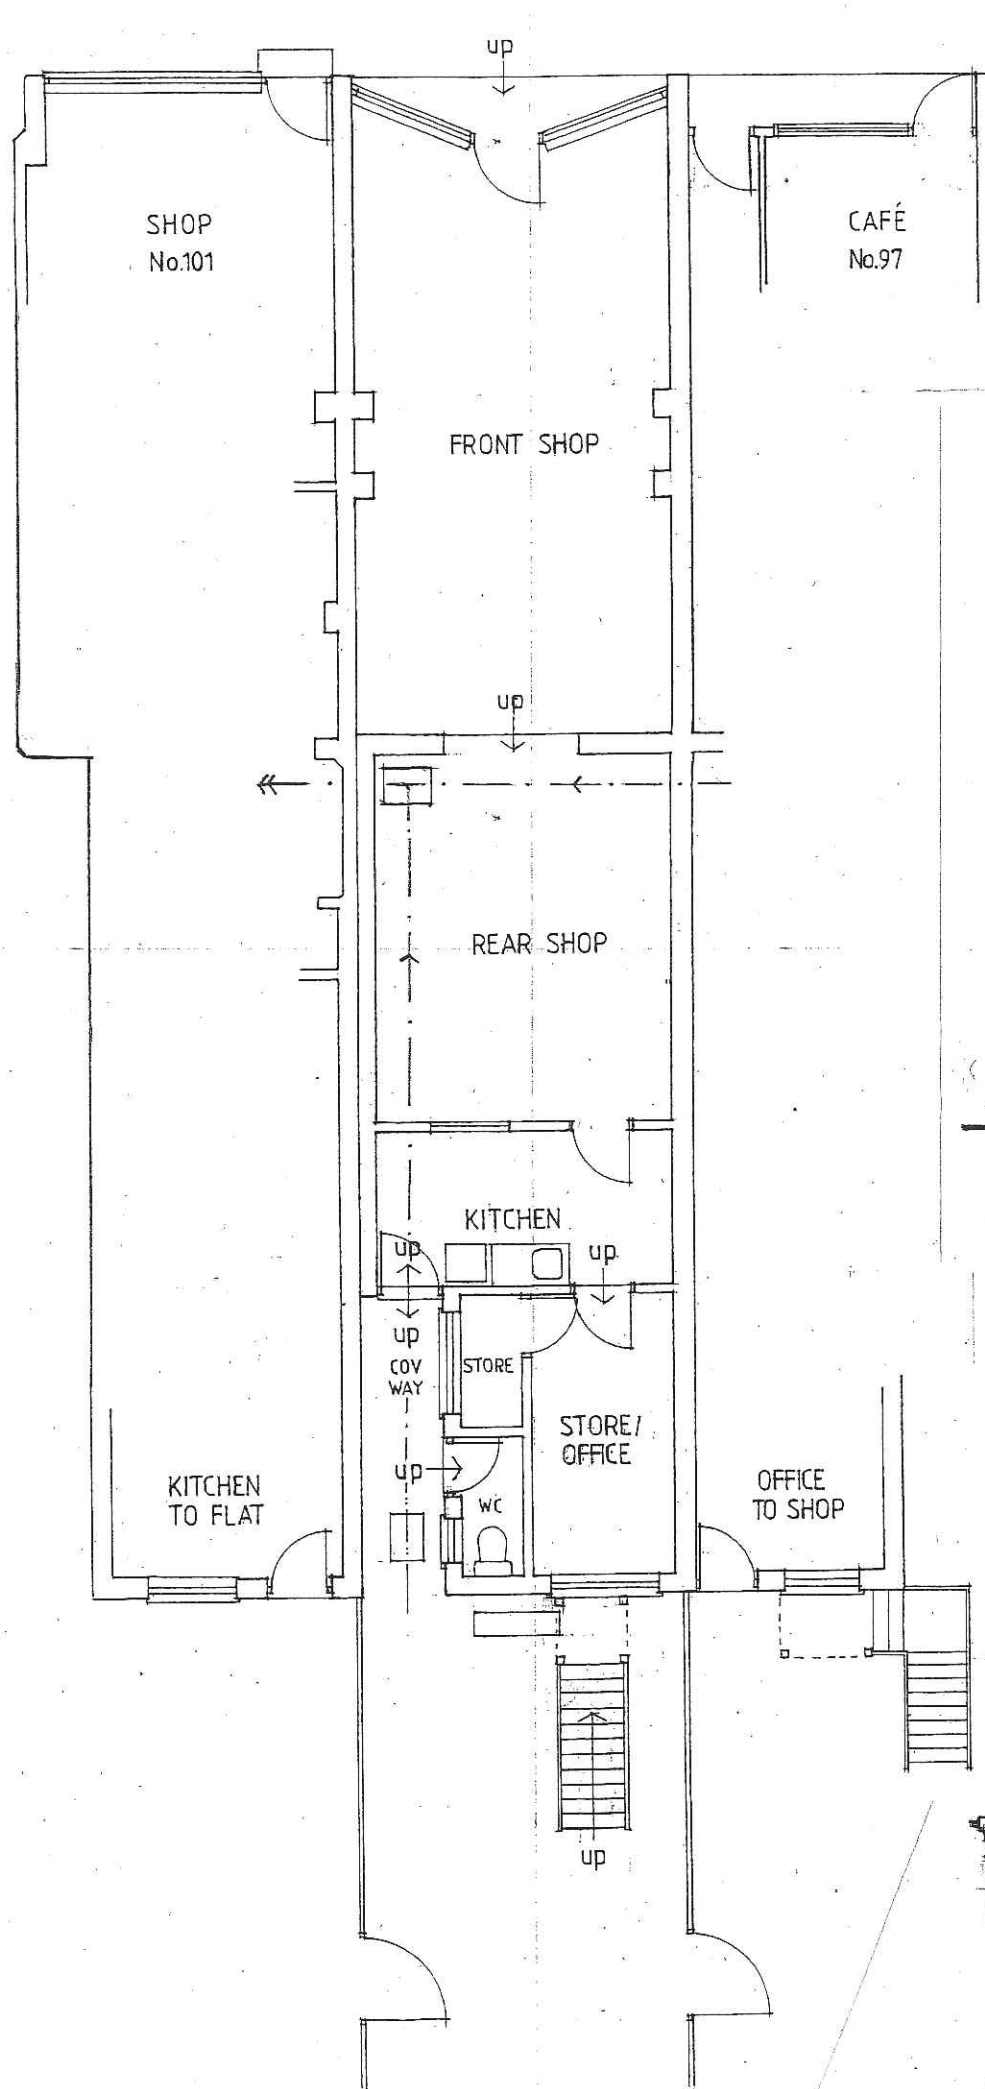 up
SHOP
No.101
CAFÉ
No.97
FRONT SHOP
up
REAR SHOP
KITCHEN
up
up
up
COV
WAY
STORE
STORE/
OFFICE
up
WC
KITCHEN
TO FLAT
OFFICE
TO SHOP
up